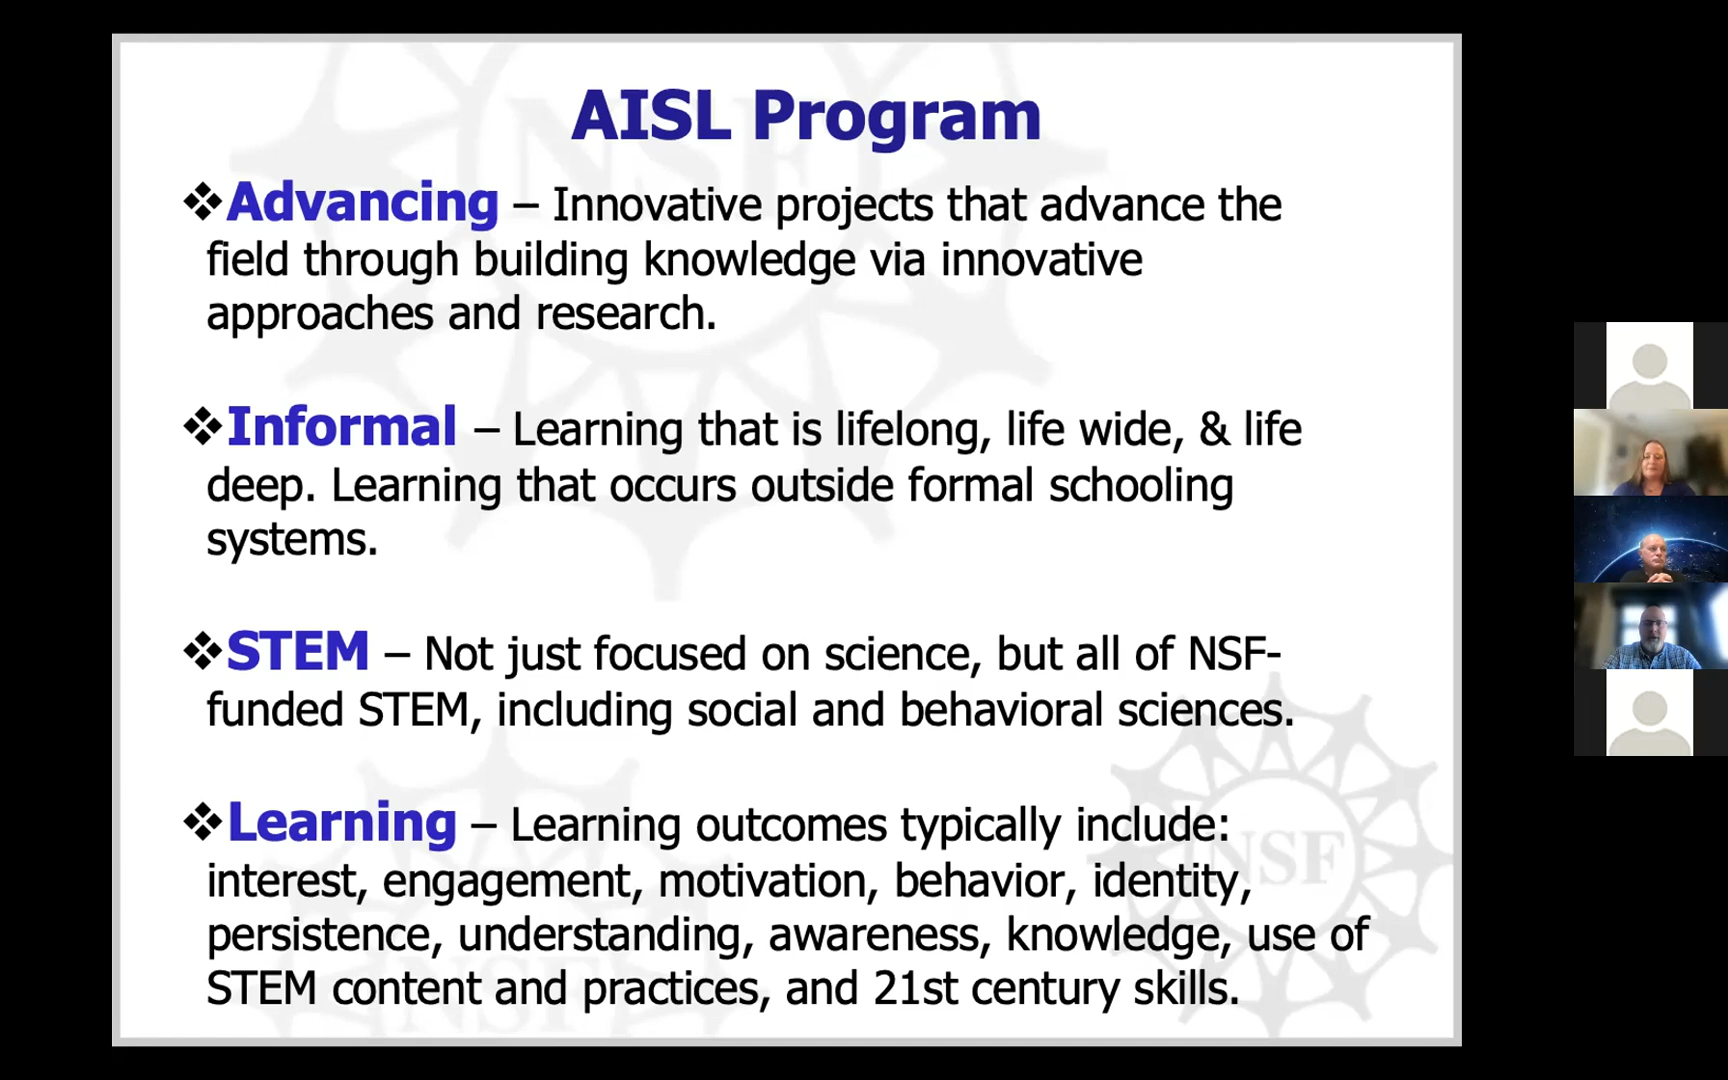 AISL Program
❖Advancing – Innovative projects that advance the
field through building knowledge via innovative
approaches and research.
❖Informal – Learning that is lifelong, life wide, & life
deep. Learning that occurs outside formal schooling
systems.
❖STEM – Not just focused on science, but all of NSF-
funded STEM, including social and behavioral sciences.
❖Learning – Learning outcomes typically include:
interest, engagement, motivation, behavior, identity,
persistence, understanding, awareness, knowledge, use of
STEM content and practices, and 21st century skills.
NSF
NSF
NSF